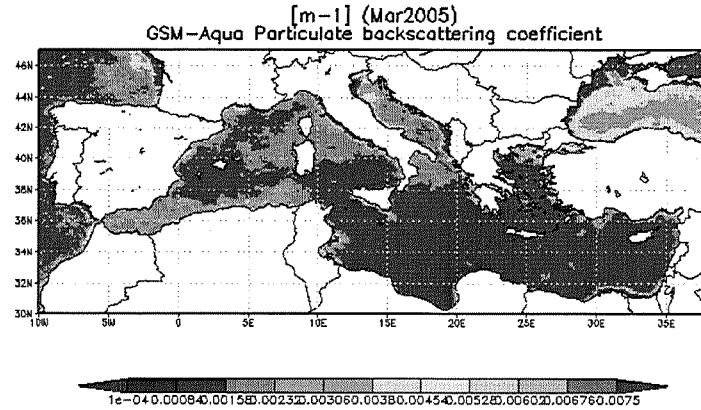 [m-1] (Mar2005)
GSM-Aqua Particulate backscattering coefficient
46N
44N
42N
40N
38N
36N
34N
32N
30N
10W 5W 0 5E 10E 15E 20E 25E 30E 35E
1e-04 0.00084 0.00158 0.00232 0.00306 0.0038 0.00454 0.00528 0.00602 0.00676 0.0075